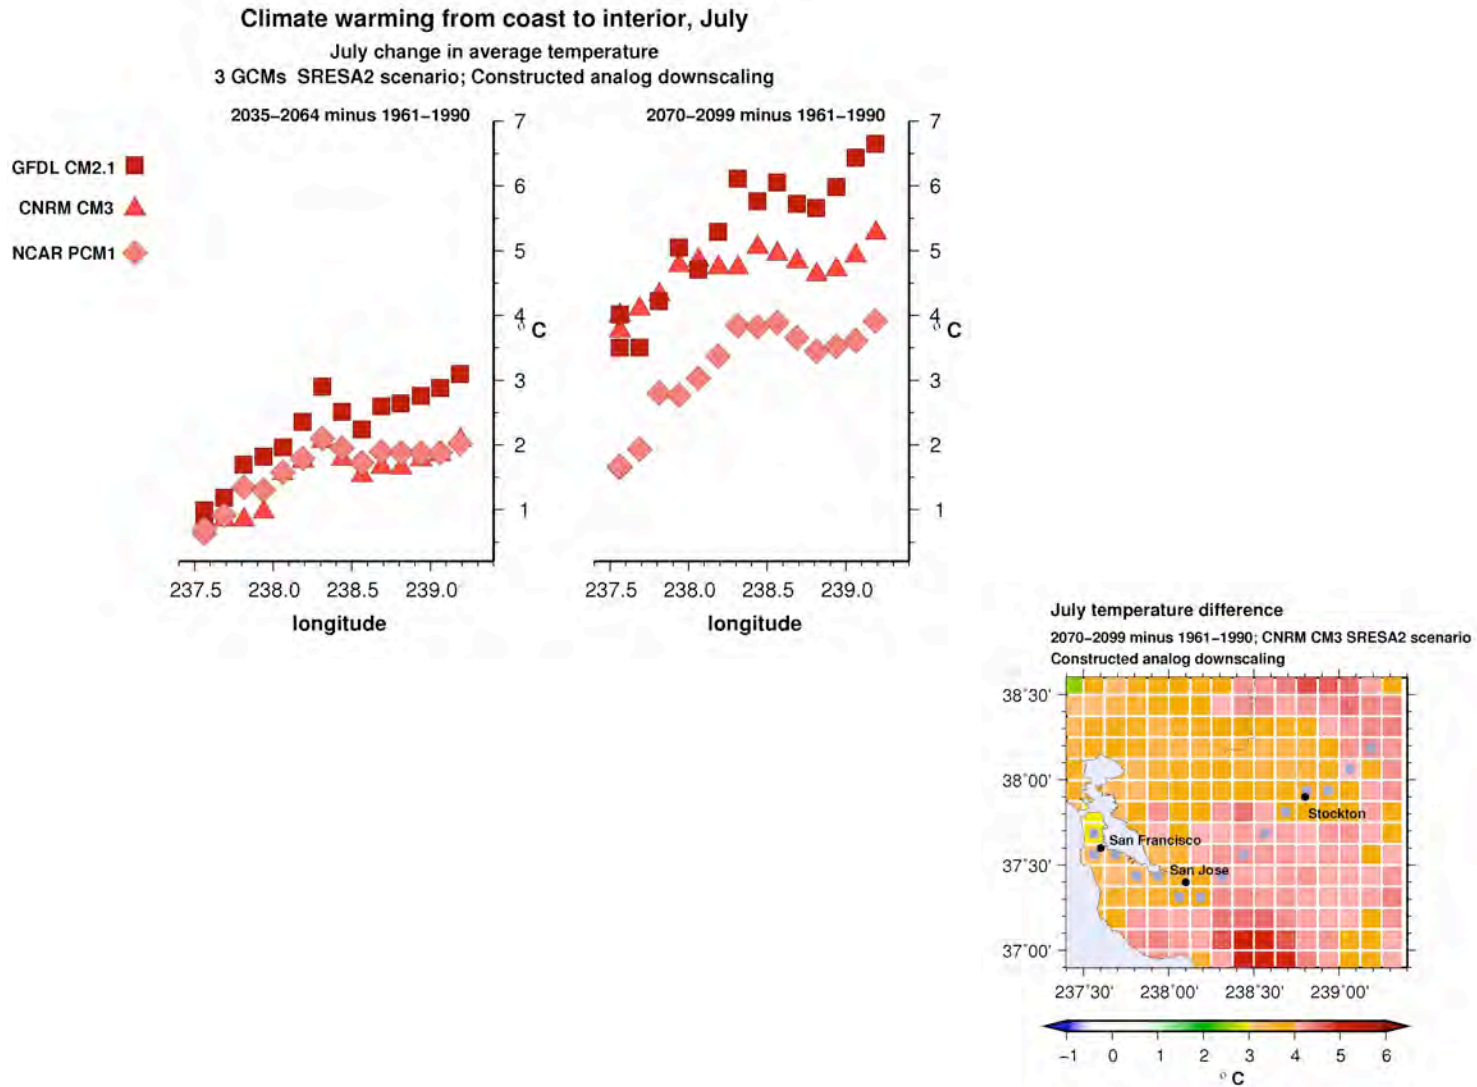 Climate warming from coast to interior, July
July change in average temperature
3 GCMs SRESA2 scenario; Constructed analog downscaling
2035−2064 minus 1961−1990
2070−2099 minus 1961−1990
GFDL CM2.1
CNRM CM3
NCAR PCM1
7
6
5
4
° C
3
2
1
237.5 238.0 238.5 239.0
longitude
7
6
5
4
° C
3
2
1
237.5 238.0 238.5 239.0
longitude
July temperature difference
2070−2099 minus 1961−1990; CNRM CM3 SRESA2 scenario
Constructed analog downscaling
38°30'
38°00'
37°30'
37°00'
Stockton
San Francisco
San Jose
237°30' 238°00' 238°30' 239°00'
−1 0 1 2 3 4 5 6
° C